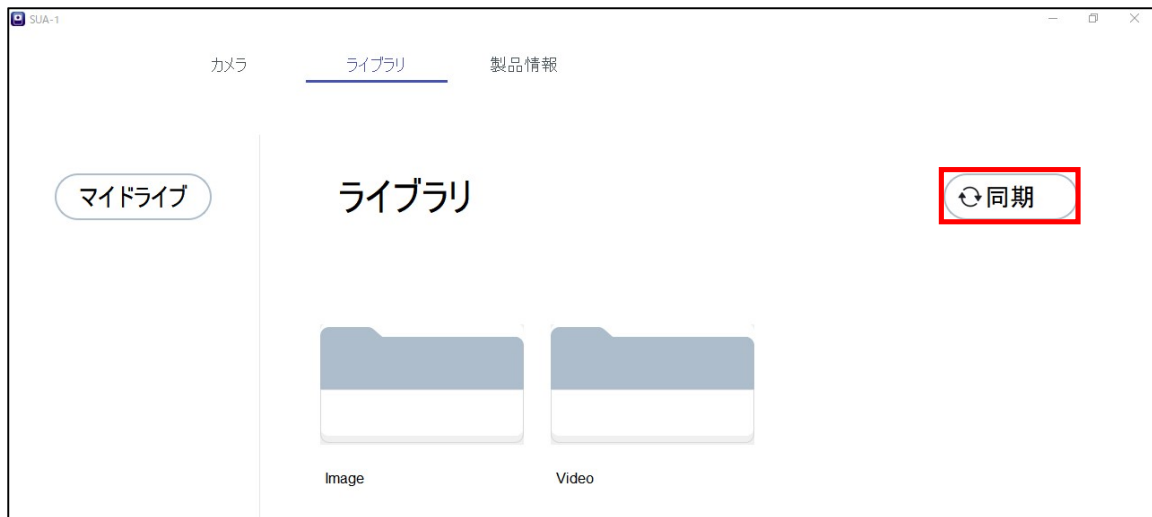 SUA-1
カメラ ライブラリ 製品情報
マイドライブ
ライブラリ
同期
Image Video